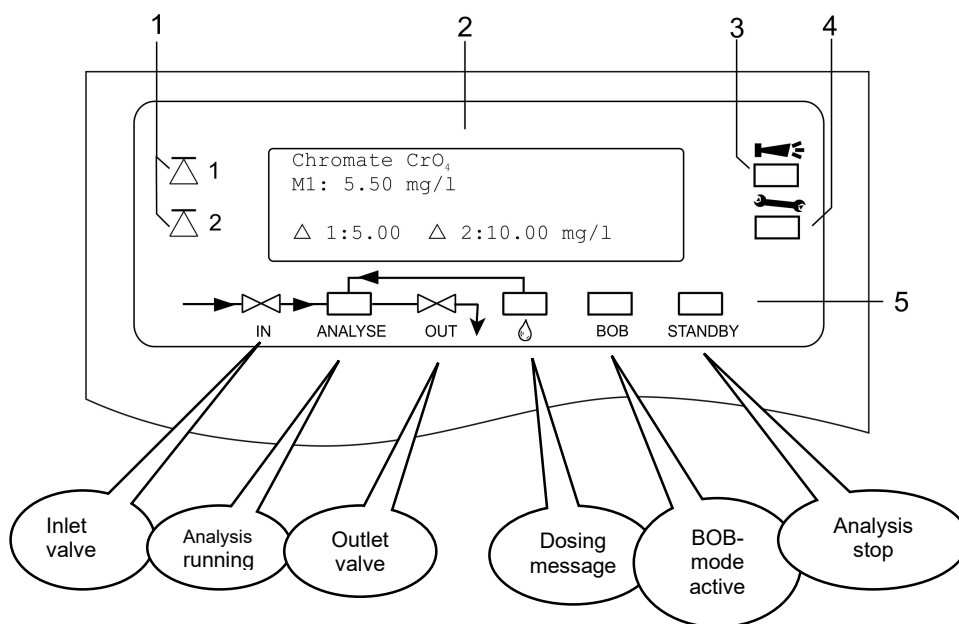 1
2
3
4
1
2
Chromate CrO₄
M1: 5.50 mg/l
△ 1:5.00 △ 2:10.00 mg/l
5
IN ANALYSE OUT BOB STANDBY
Inlet
valve
Analysis
running
Outlet
valve
Dosing
message
BOB-
mode
active
Analysis
stop